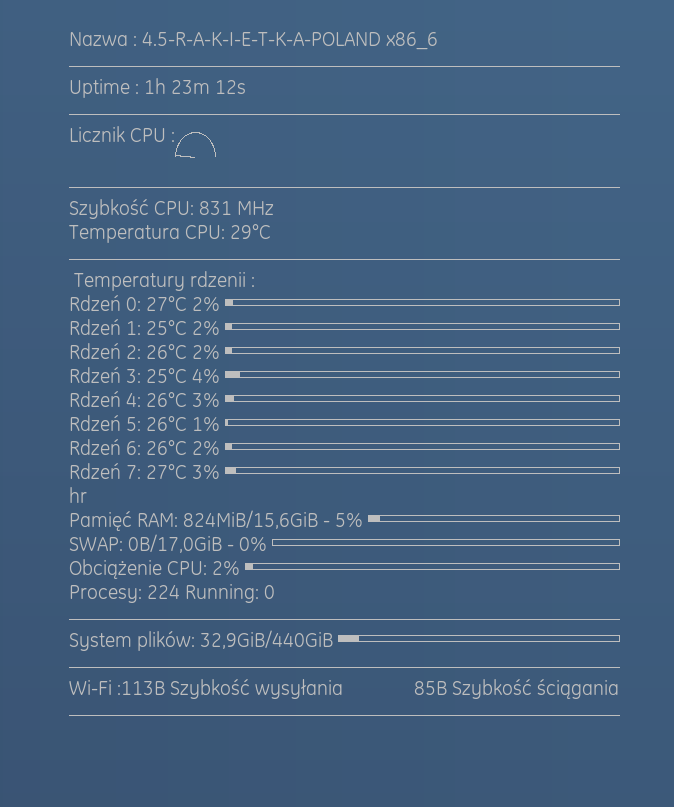 Nazwa : 4.5-R-A-K-I-E-T-K-A-POLAND x86_6
Uptime : 1h 23m 12s
Licznik CPU :
Szybkość CPU: 831 MHz
Temperatura CPU: 29°C
Temperatury rdzenii :
Rdzeń 0: 27°C 2%
Rdzeń 1: 25°C 2%
Rdzeń 2: 26°C 2%
Rdzeń 3: 25°C 4%
Rdzeń 4: 26°C 3%
Rdzeń 5: 26°C 1%
Rdzeń 6: 26°C 2%
Rdzeń 7: 27°C 3%
hr
Pamięć RAM: 824MiB/15,6GiB - 5%
SWAP: 0B/17,0GiB - 0%
Obciążenie CPU: 2%
Procesy: 224 Running: 0
System plików: 32,9GiB/440GiB
Wi-Fi :113B Szybkość wysyłania 85B Szybkość ściągania